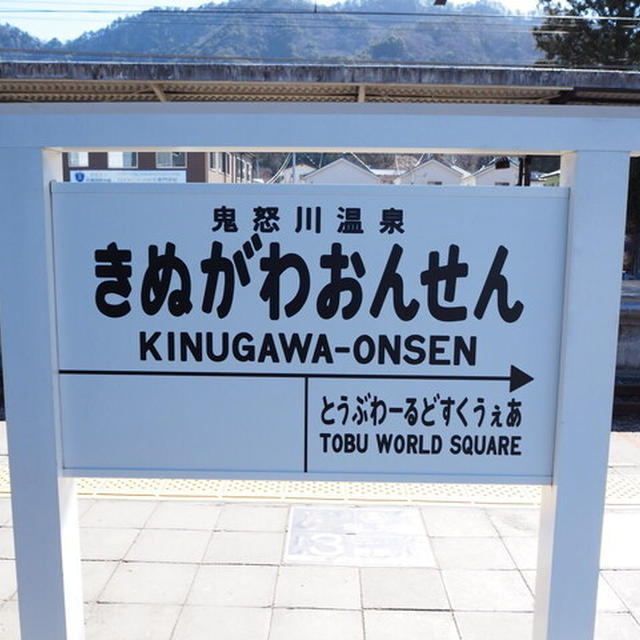 鬼怒川温泉
きぬがわおんせん
KINUGAWA-ONSEN
とうぶわーるどすくうぇあ
TOBU WORLD SQUARE